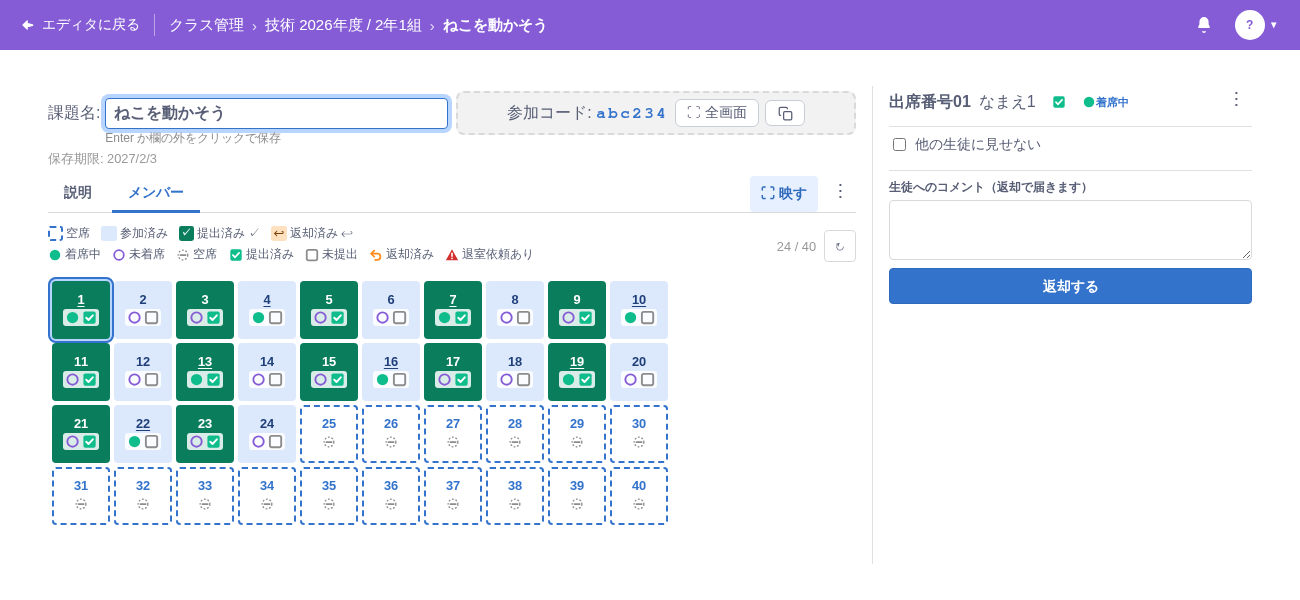 エディタに戻る クラス管理 › 技術 2026年度 / 2年1組 › ねこを動かそう ? ▼
課題名: ねこを動かそう 参加コード: abc234 全画面
Enter か欄の外をクリックで保存
保存期限: 2027/2/3
説明 メンバー 映す
空席 参加済み 提出済み ✓ 返却済み ↩
着席中 未着席 空席 提出済み 未提出 返却済み 退室依頼あり
24 / 40
1 2 3 4 5 6 7 8 9 10
11 12 13 14 15 16 17 18 19 20
21 22 23 24 25 26 27 28 29 30
31 32 33 34 35 36 37 38 39 40
出席番号01 なまえ1 着席中
他の生徒に見せない
生徒へのコメント（返却で届きます）
返却する